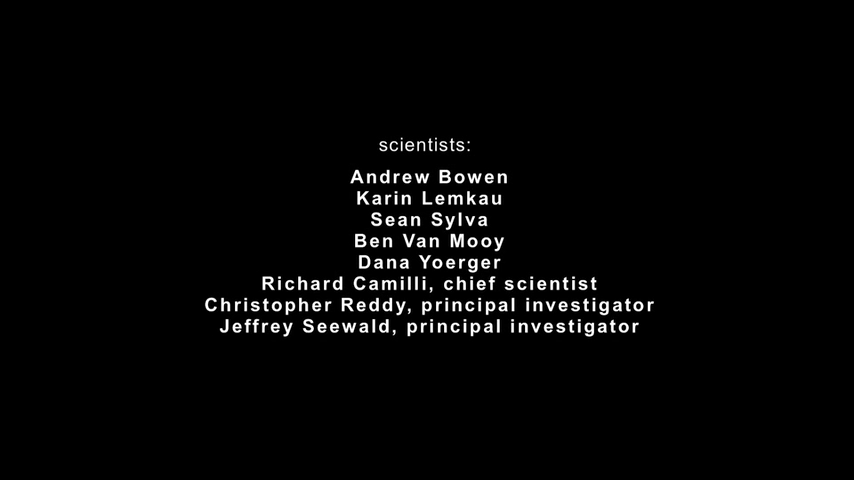 scientists:
Andrew Bowen
Karin Lemkau
Sean Sylva
Ben Van Mooy
Dana Yoerger
Richard Camilli, chief scientist
Christopher Reddy, principal investigator
Jeffrey Seewald, principal investigator